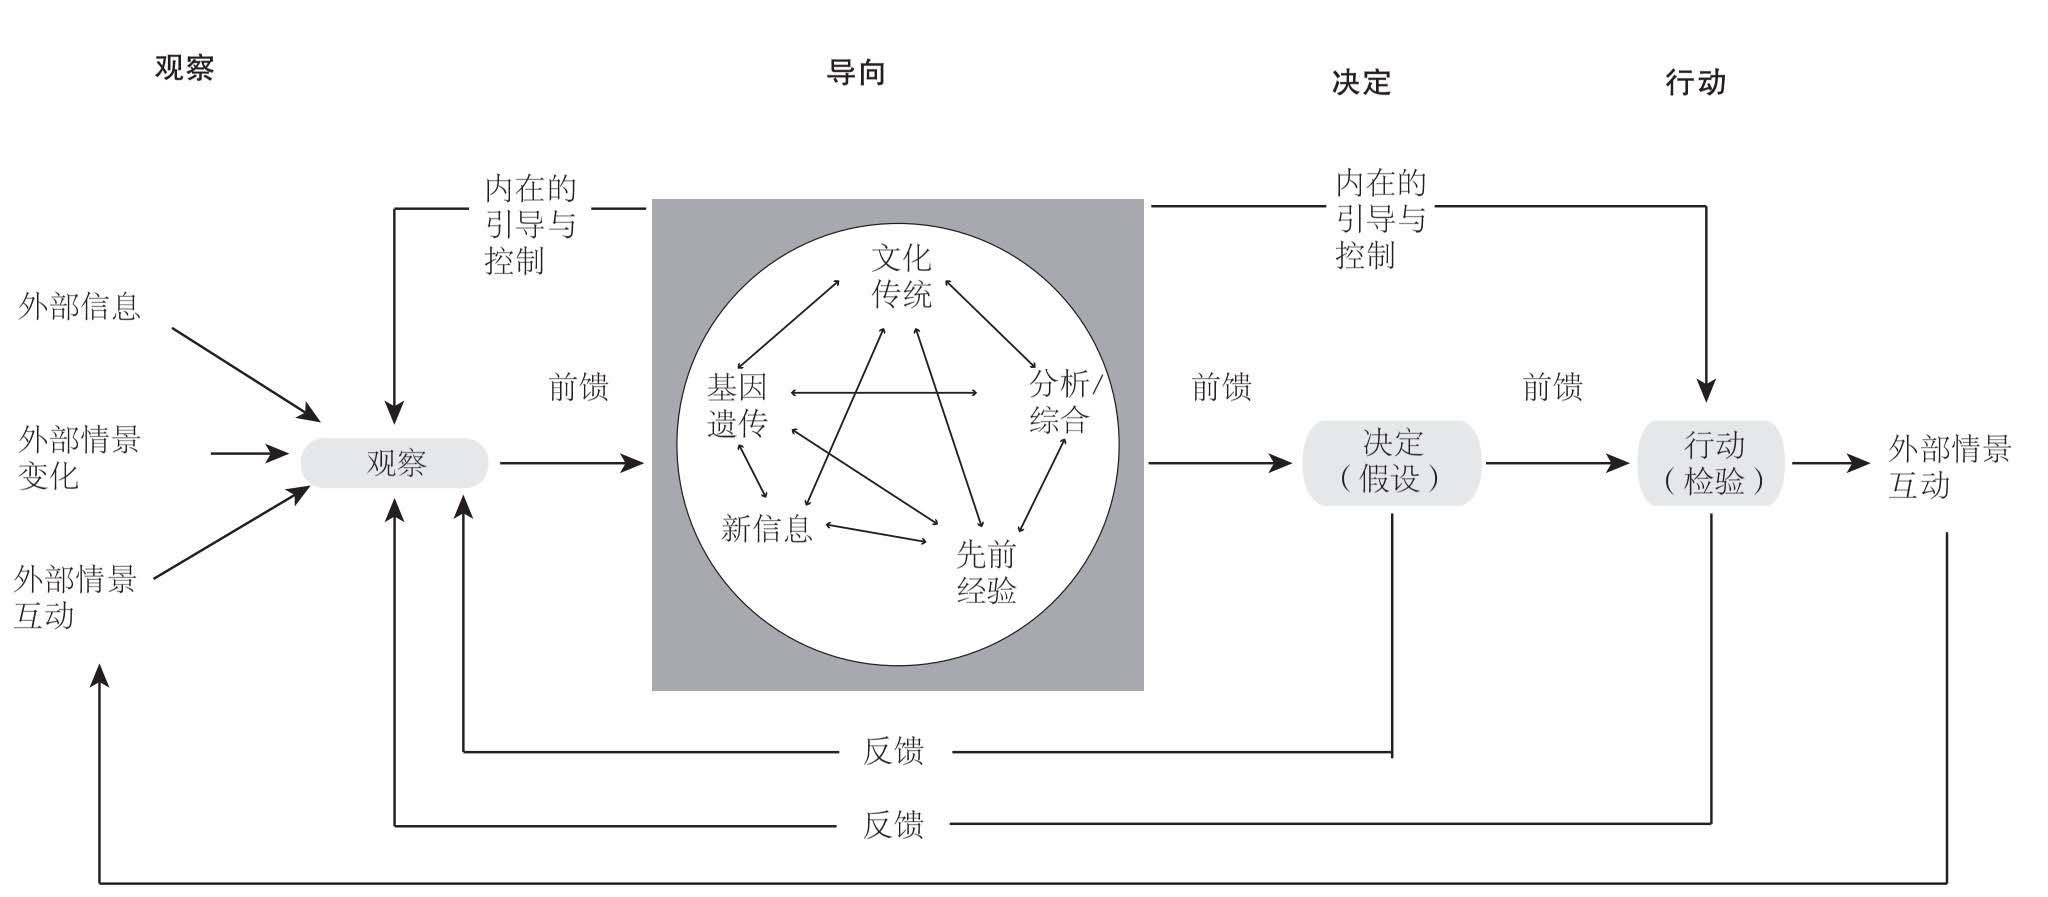 观察
导向
决定
行动
内在的
引导与
控制
内在的
引导与
控制
外部信息
外部情景
变化
外部情景
互动
观察
前馈
文化
传统
基因
遗传
分析/
综合
新信息
先前
经验
前馈
决定
（假设）
前馈
行动
（检验）
外部情景
互动
反馈
反馈